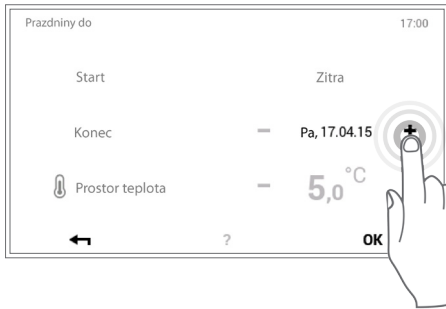 Prazdniny do 17:00
Start Zitra
Konec − Pa, 17.04.15 +
Prostor teplota − 5,0 °C
? OK